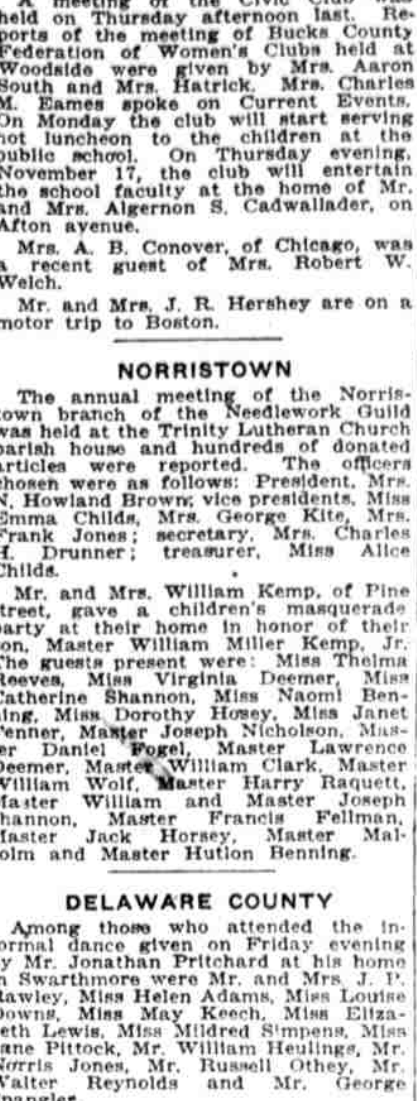 A meeting of the Civic Club was
held on Thursday afternoon last. Re-
ports of the meeting of Bucks County
Federation of Women's Clubs held at
Woodside were given by Mrs. Aaron
South and Mrs. Hatrick. Mrs. Charles
M. Eames spoke on Current Events.
On Monday the club will start serving
hot luncheon to the children at the
public school. On Thursday evening,
November 17, the club will entertain
the school faculty at the home of Mr.
and Mrs. Algernon S. Cadwallader, on
Afton avenue.
Mrs. A. B. Conover, of Chicago, was
a recent guest of Mrs. Robert W.
Welch.
Mr. and Mrs. J. R. Hershey are on a
motor trip to Boston.
NORRISTOWN
The annual meeting of the Norris-
town branch of the Needlework Guild
was held at the Trinity Lutheran Church
parish house and hundreds of donated
articles were reported. The officers
chosen were as follows: President, Mrs.
N. Howland Brown; vice presidents, Miss
Emma Childs, Mrs. George Kite, Mrs.
Frank Jones; secretary, Mrs. Charles
H. Drunner; treasurer, Miss Alice
Childs.
Mr. and Mrs. William Kemp, of Pine
street, gave a children's masquerade
party at their home in honor of their
son, Master William Miller Kemp, Jr.
The guests present were: Miss Thelma
Reeves, Miss Virginia Deemer, Miss
Catherine Shannon, Miss Naomi Ben-
ning, Miss Dorothy Hosey, Miss Janet
Fenner, Master Joseph Nicholson, Mas-
ter Daniel Fogel, Master Lawrence
Deemer, Master William Clark, Master
William Wolf, Master Harry Raquett,
Master William and Master Joseph
Shannon, Master Francis Fellman,
Master Jack Horsey, Master Mal-
colm and Master Hution Benning.
DELAWARE COUNTY
Among those who attended the in-
formal dance given on Friday evening
by Mr. Jonathan Pritchard at his home
in Swarthmore were Mr. and Mrs. J. P.
Hawley, Miss Helen Adams, Miss Louise
Downs, Miss May Keech, Miss Eliza-
beth Lewis, Miss Mildred Simpens, Miss
Jane Pittock, Mr. William Heulings, Mr.
Norris Jones, Mr. Russell Othey, Mr.
Walter Reynolds and Mr. George
Spangler.